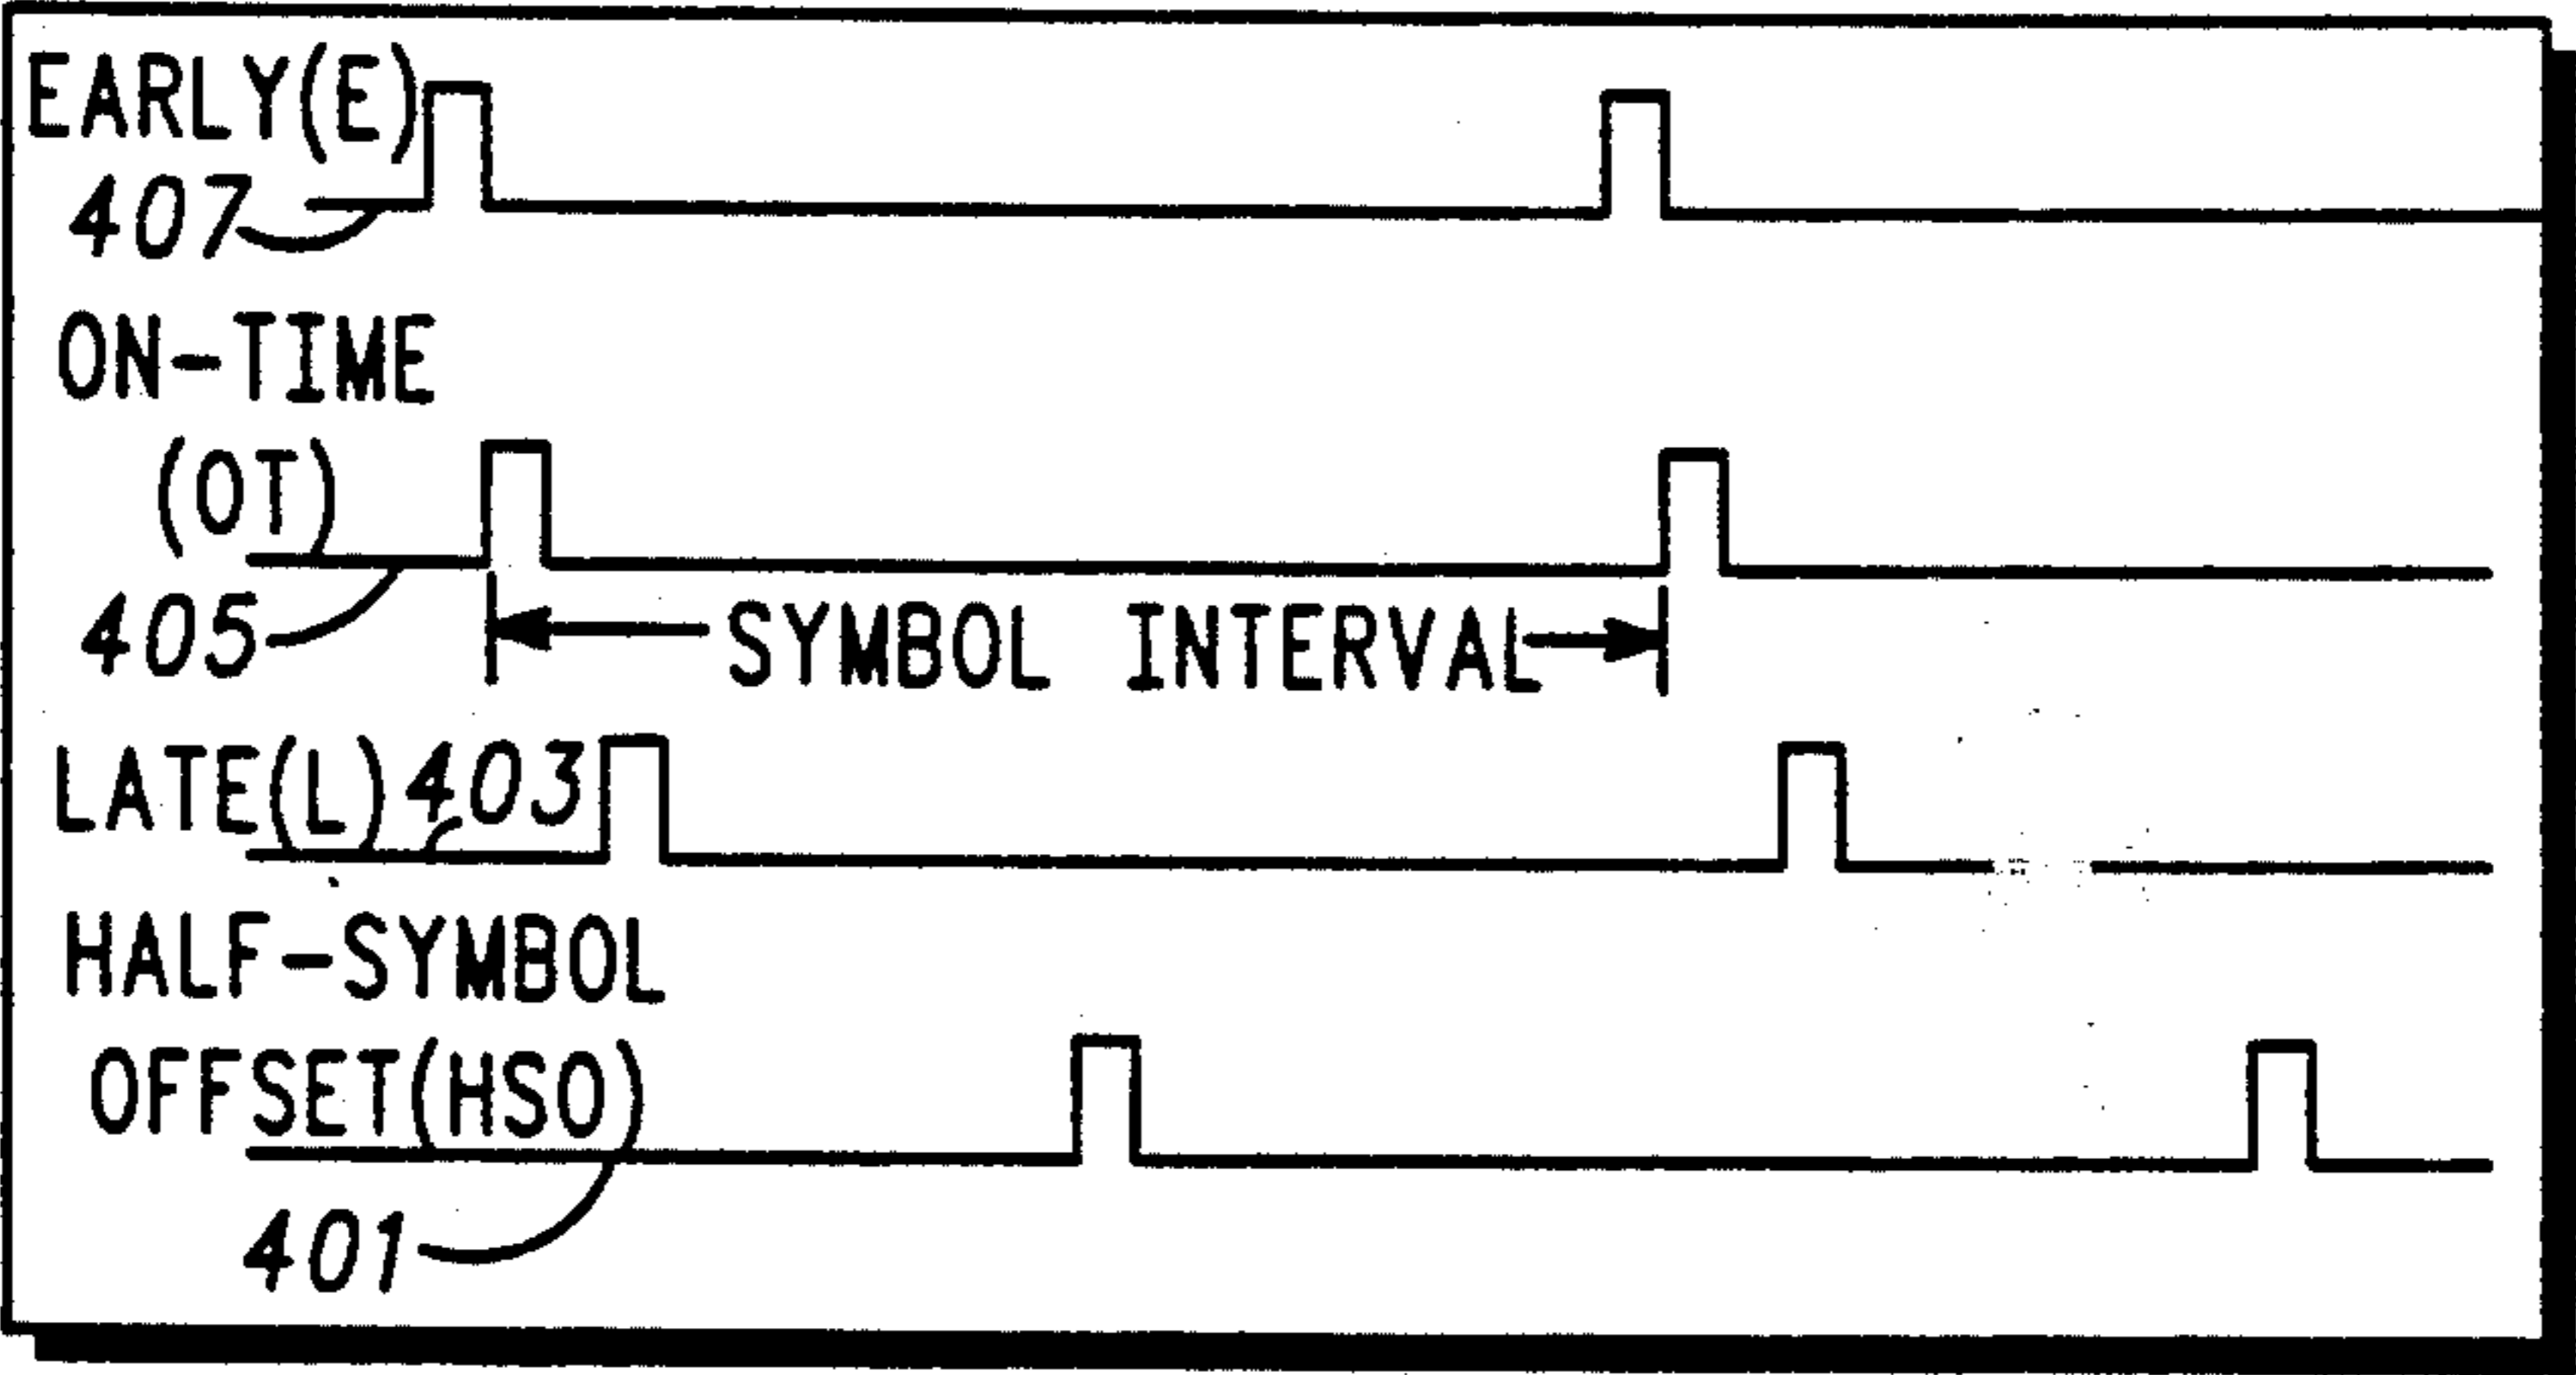 EARLY(E)
407
ON-TIME
(OT)
405
SYMBOL INTERVAL
LATE(L) 403
HALF-SYMBOL
OFFSET(HSO)
401